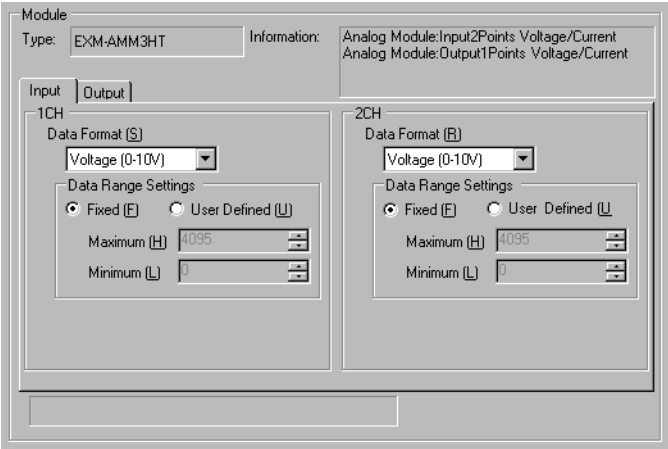 Module
Type: EXM-AMM3HT Information: Analog Module:Input2Points Voltage/Current
Analog Module:Output1Points Voltage/Current
Input Output
1CH
Data Format (S)
Voltage (0-10V)
Data Range Settings
Fixed (F) User Defined (U)
Maximum (H) 4095
Minimum (L) 0
2CH
Data Format (R)
Voltage (0-10V)
Data Range Settings
Fixed (F) User Defined (U
Maximum (H) 4095
Minimum (L) 0